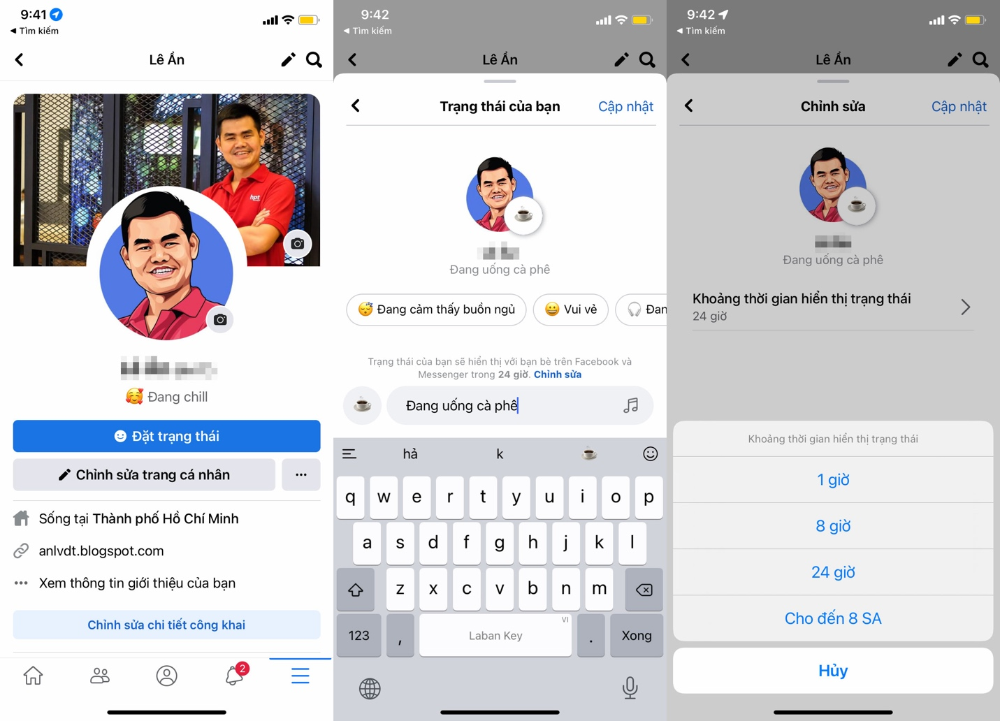 9:41
◀ Tìm kiếm
Lê Ẩn
hpt
Đang chill
Đặt trạng thái
Chỉnh sửa trang cá nhân
Sống tại Thành phố Hồ Chí Minh
anlvdt.blogspot.com
Xem thông tin giới thiệu của bạn
Chỉnh sửa chi tiết công khai
2
9:42
◀ Tìm kiếm
Lê Ẩn
Trạng thái của bạn
Cập nhật
Đang uống cà phê
😴 Đang cảm thấy buồn ngủ
😀 Vui vẻ
🎧 Đan
Trạng thái của bạn sẽ hiển thị với bạn bè trên Facebook và
Messenger trong 24 giờ. Chỉnh sửa
Đang uống cà phê
hả k
q w e r t y u i o p
a s d f g h j k l
z x c v b n m
VI
123 , Laban Key . Xong
9:42
◀ Tìm kiếm
Lê Ẩn
Chỉnh sửa
Cập nhật
Đang uống cà phê
Khoảng thời gian hiển thị trạng thái
24 giờ
Khoảng thời gian hiển thị trạng thái
1 giờ
8 giờ
24 giờ
Cho đến 8 SA
Hủy